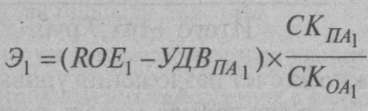 Э₁ = (ROE₁ – УДВ_ПА₁) × СК_ПА₁ / СК_ОА₁